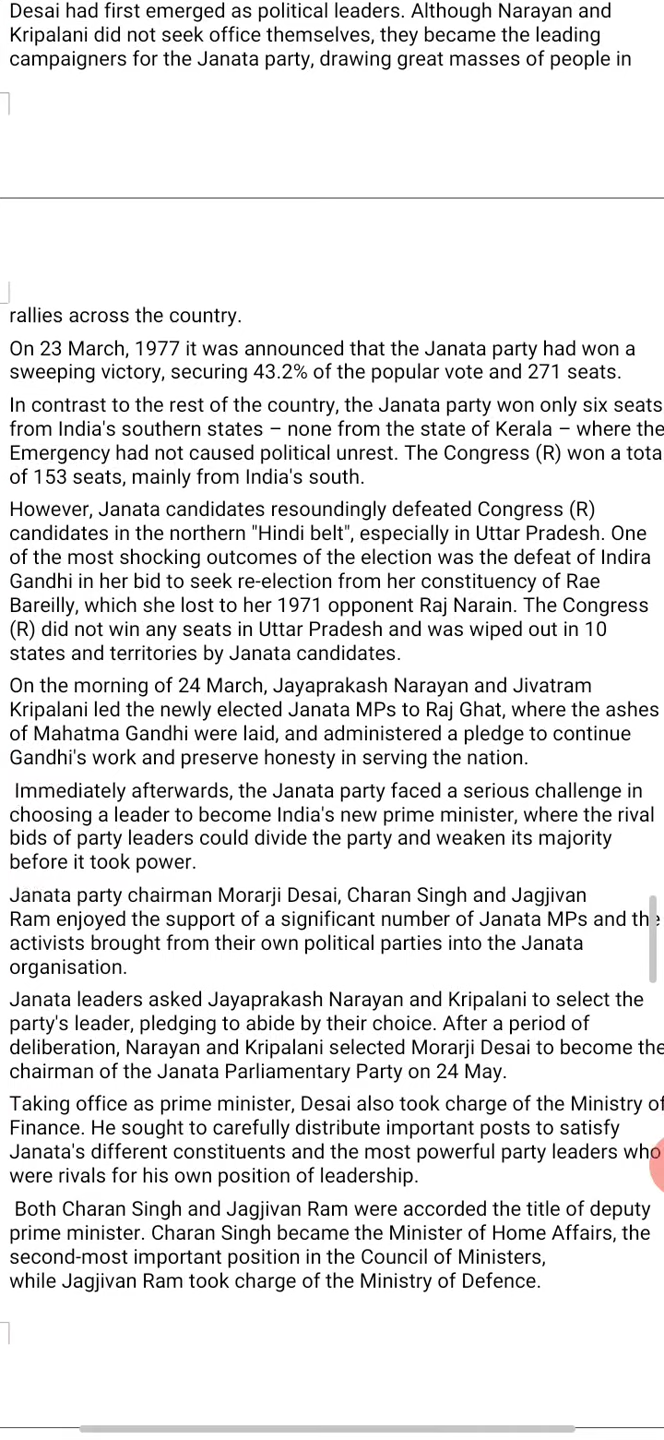 Desai had first emerged as political leaders. Although Narayan and
Kripalani did not seek office themselves, they became the leading
campaigners for the Janata party, drawing great masses of people in
rallies across the country.
On 23 March, 1977 it was announced that the Janata party had won a
sweeping victory, securing 43.2% of the popular vote and 271 seats.
In contrast to the rest of the country, the Janata party won only six seats
from India's southern states – none from the state of Kerala – where the
Emergency had not caused political unrest. The Congress (R) won a tota
of 153 seats, mainly from India's south.
However, Janata candidates resoundingly defeated Congress (R)
candidates in the northern "Hindi belt", especially in Uttar Pradesh. One
of the most shocking outcomes of the election was the defeat of Indira
Gandhi in her bid to seek re-election from her constituency of Rae
Bareilly, which she lost to her 1971 opponent Raj Narain. The Congress
(R) did not win any seats in Uttar Pradesh and was wiped out in 10
states and territories by Janata candidates.
On the morning of 24 March, Jayaprakash Narayan and Jivatram
Kripalani led the newly elected Janata MPs to Raj Ghat, where the ashes
of Mahatma Gandhi were laid, and administered a pledge to continue
Gandhi's work and preserve honesty in serving the nation.
Immediately afterwards, the Janata party faced a serious challenge in
choosing a leader to become India's new prime minister, where the rival
bids of party leaders could divide the party and weaken its majority
before it took power.
Janata party chairman Morarji Desai, Charan Singh and Jagjivan
Ram enjoyed the support of a significant number of Janata MPs and the
activists brought from their own political parties into the Janata
organisation.
Janata leaders asked Jayaprakash Narayan and Kripalani to select the
party's leader, pledging to abide by their choice. After a period of
deliberation, Narayan and Kripalani selected Morarji Desai to become the
chairman of the Janata Parliamentary Party on 24 May.
Taking office as prime minister, Desai also took charge of the Ministry of
Finance. He sought to carefully distribute important posts to satisfy
Janata's different constituents and the most powerful party leaders who
were rivals for his own position of leadership.
Both Charan Singh and Jagjivan Ram were accorded the title of deputy
prime minister. Charan Singh became the Minister of Home Affairs, the
second-most important position in the Council of Ministers,
while Jagjivan Ram took charge of the Ministry of Defence.